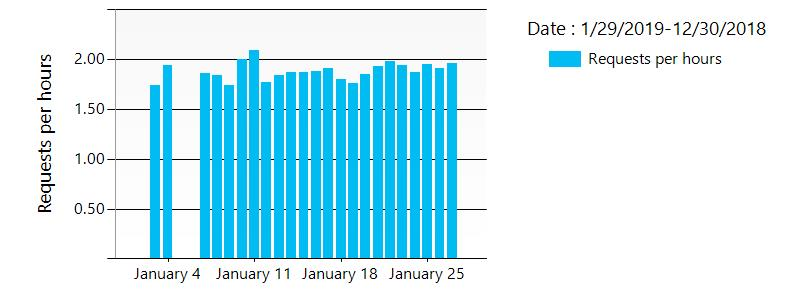 Date : 1/29/2019-12/30/2018
Requests per hours
Requests per hours
2.00
1.50
1.00
0.50
January 4 January 11 January 18 January 25